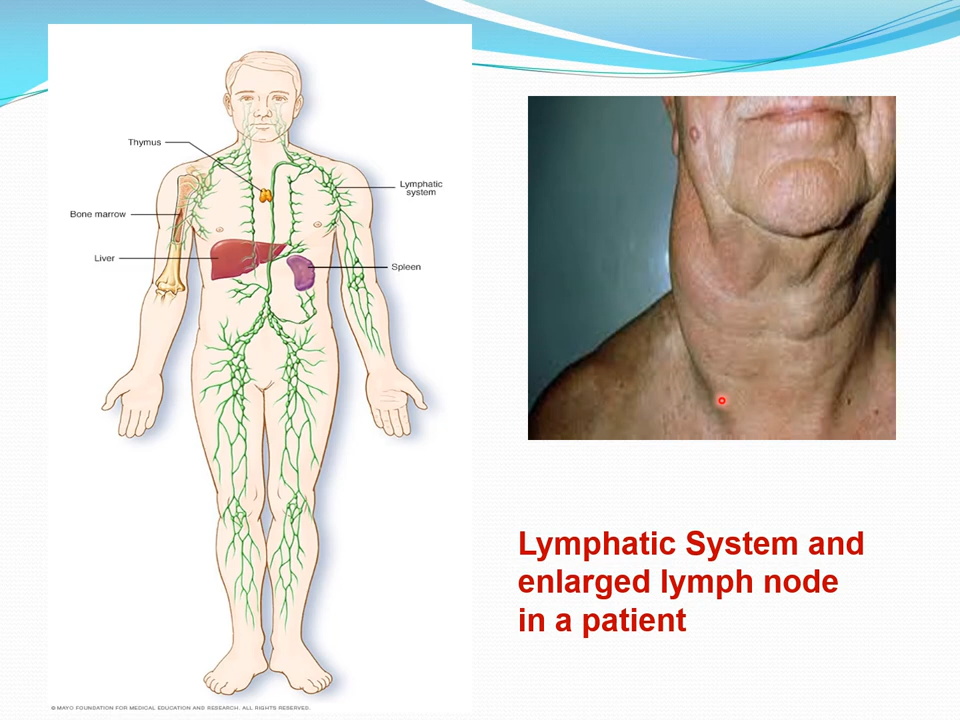 Thymus
Lymphatic
system
Bone marrow
Liver
Spleen
Lymphatic System and
enlarged lymph node
in a patient
© MAYO FOUNDATION FOR MEDICAL EDUCATION AND RESEARCH. ALL RIGHTS RESERVED.